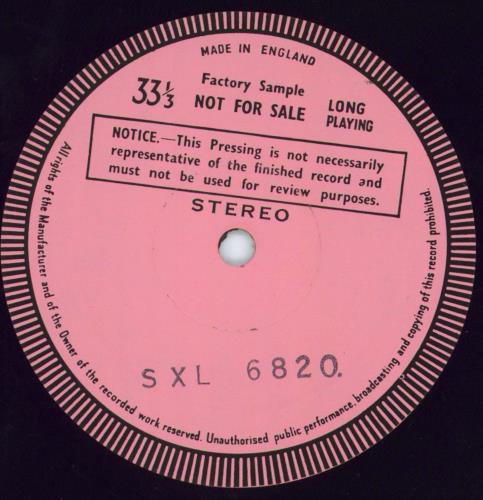 MADE IN ENGLAND
33⅓
Factory Sample
NOT FOR SALE
LONG
PLAYING
NOTICE.—This Pressing is not necessarily
representative of the finished record and
must not be used for review purposes.
STEREO
SXL 6820.
All rights of the Manufacturer and of the Owner of the recorded work reserved. Unauthorised public performance, broadcasting and copying of this record prohibited.